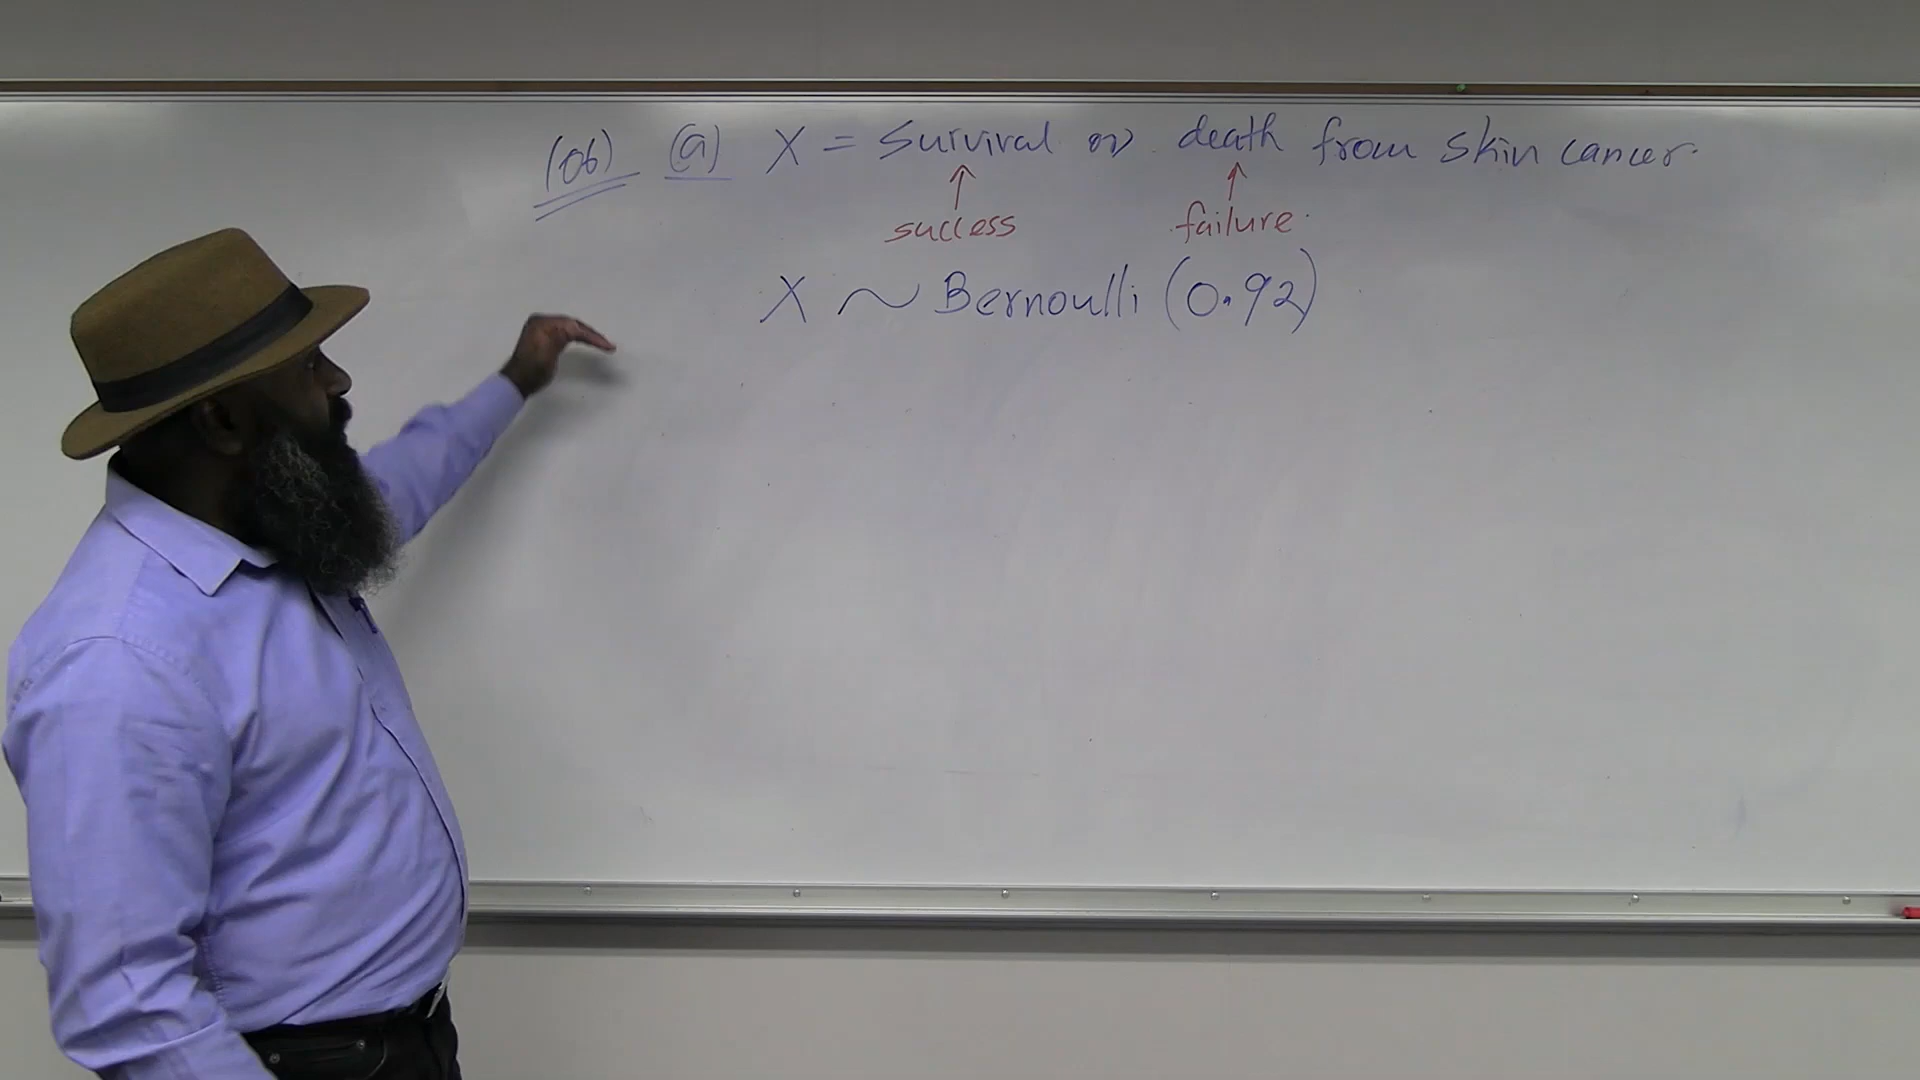 (06) (a) X = Survival or death from skin cancer.
↑ ↑
success failure.
X ~ Bernoulli (0.92)